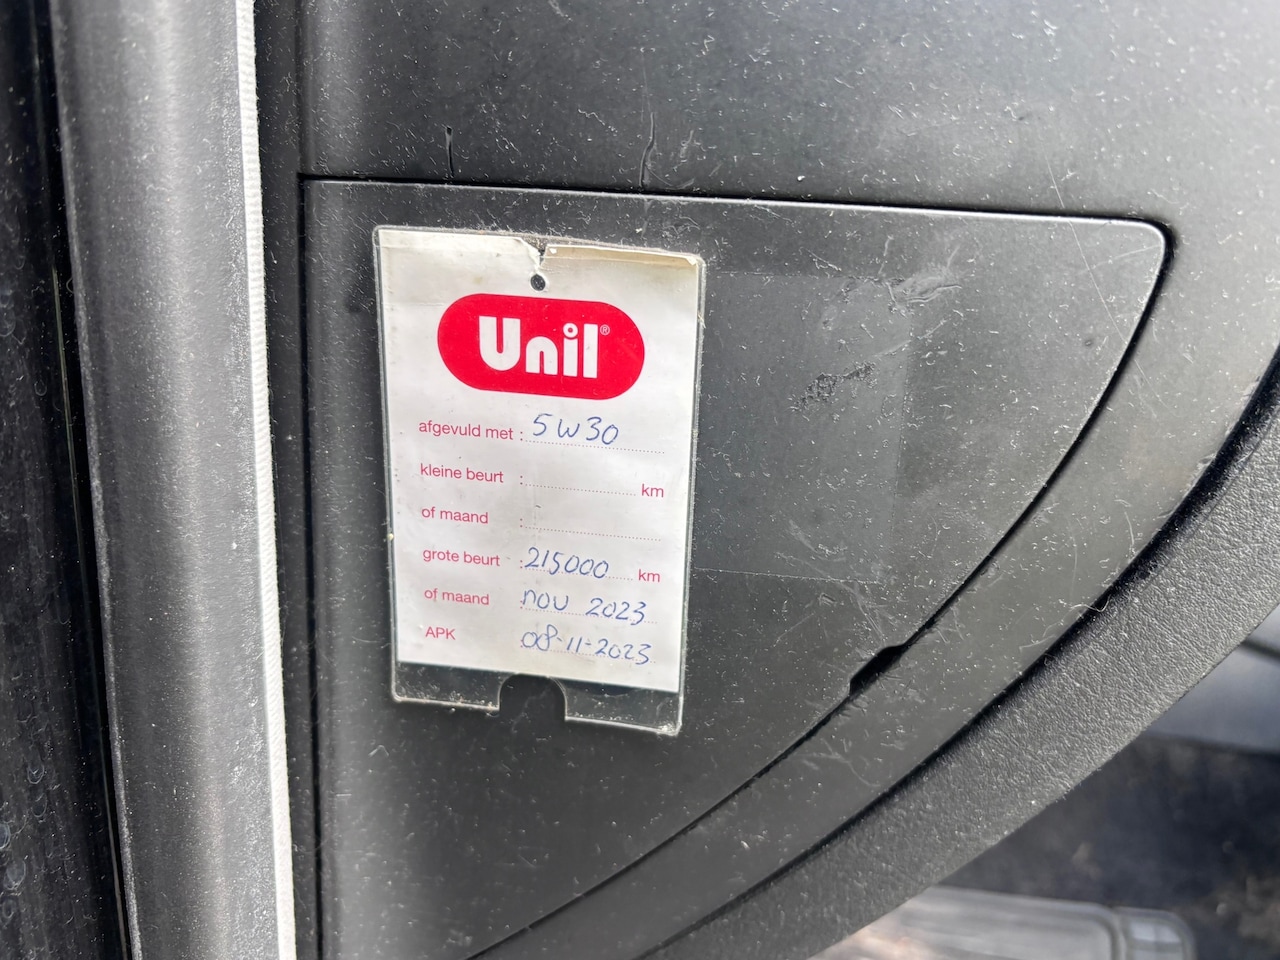 Unil®
afgevuld met : 5W30
kleine beurt : km
of maand :
grote beurt : 215000 km
of maand nov 2023
APK 08-11-2023